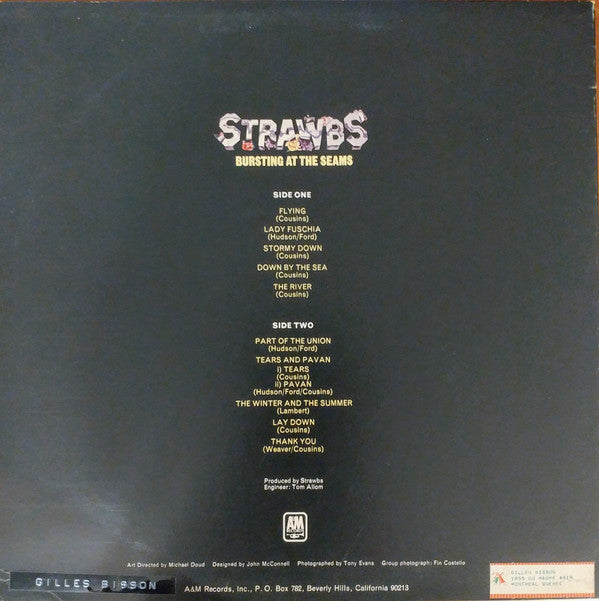 STRAWBS
BURSTING AT THE SEAMS
SIDE ONE
FLYING
(Cousins)
LADY FUSCHIA
(Hudson/Ford)
STORMY DOWN
(Cousins)
DOWN BY THE SEA
(Cousins)
THE RIVER
(Cousins)
SIDE TWO
PART OF THE UNION
(Hudson/Ford)
TEARS AND PAVAN
i) TEARS
(Cousins)
ii) PAVAN
(Hudson/Ford/Cousins)
THE WINTER AND THE SUMMER
(Lambert)
LAY DOWN
(Cousins)
THANK YOU
(Weaver/Cousins)
Produced by Strawbs
Engineer: Tom Allom
A&M
RECORDS
Art Directed by Michael Doud Designed by John McConnell Photographed by Tony Evans Group photograph: Fin Costello
A&M Records, Inc., P. O. Box 782, Beverly Hills, California 90213
GILLES BISSON
GILLES BISSON
MONTREAL QUEBEC